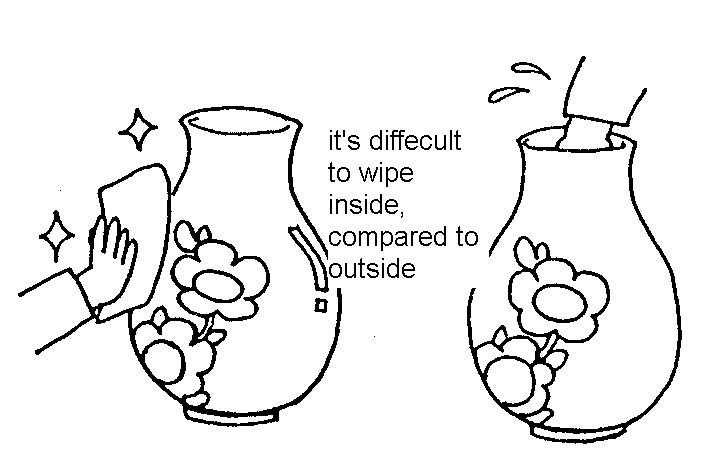 it's diffecult
to wipe
inside,
compared to
outside